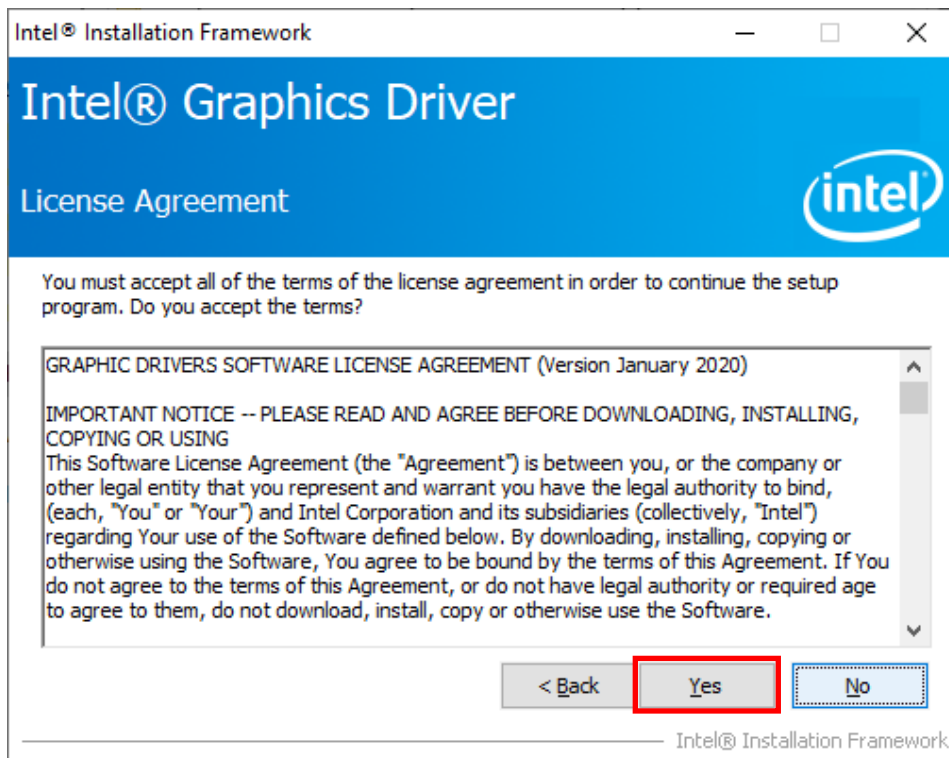 Intel® Installation Framework
Intel® Graphics Driver
License Agreement
intel
You must accept all of the terms of the license agreement in order to continue the setup
program. Do you accept the terms?
GRAPHIC DRIVERS SOFTWARE LICENSE AGREEMENT (Version January 2020)
IMPORTANT NOTICE -- PLEASE READ AND AGREE BEFORE DOWNLOADING, INSTALLING,
COPYING OR USING
This Software License Agreement (the "Agreement") is between you, or the company or
other legal entity that you represent and warrant you have the legal authority to bind,
(each, "You" or "Your") and Intel Corporation and its subsidiaries (collectively, "Intel")
regarding Your use of the Software defined below. By downloading, installing, copying or
otherwise using the Software, You agree to be bound by the terms of this Agreement. If You
do not agree to the terms of this Agreement, or do not have legal authority or required age
to agree to them, do not download, install, copy or otherwise use the Software.
< Back Yes No
Intel® Installation Framework